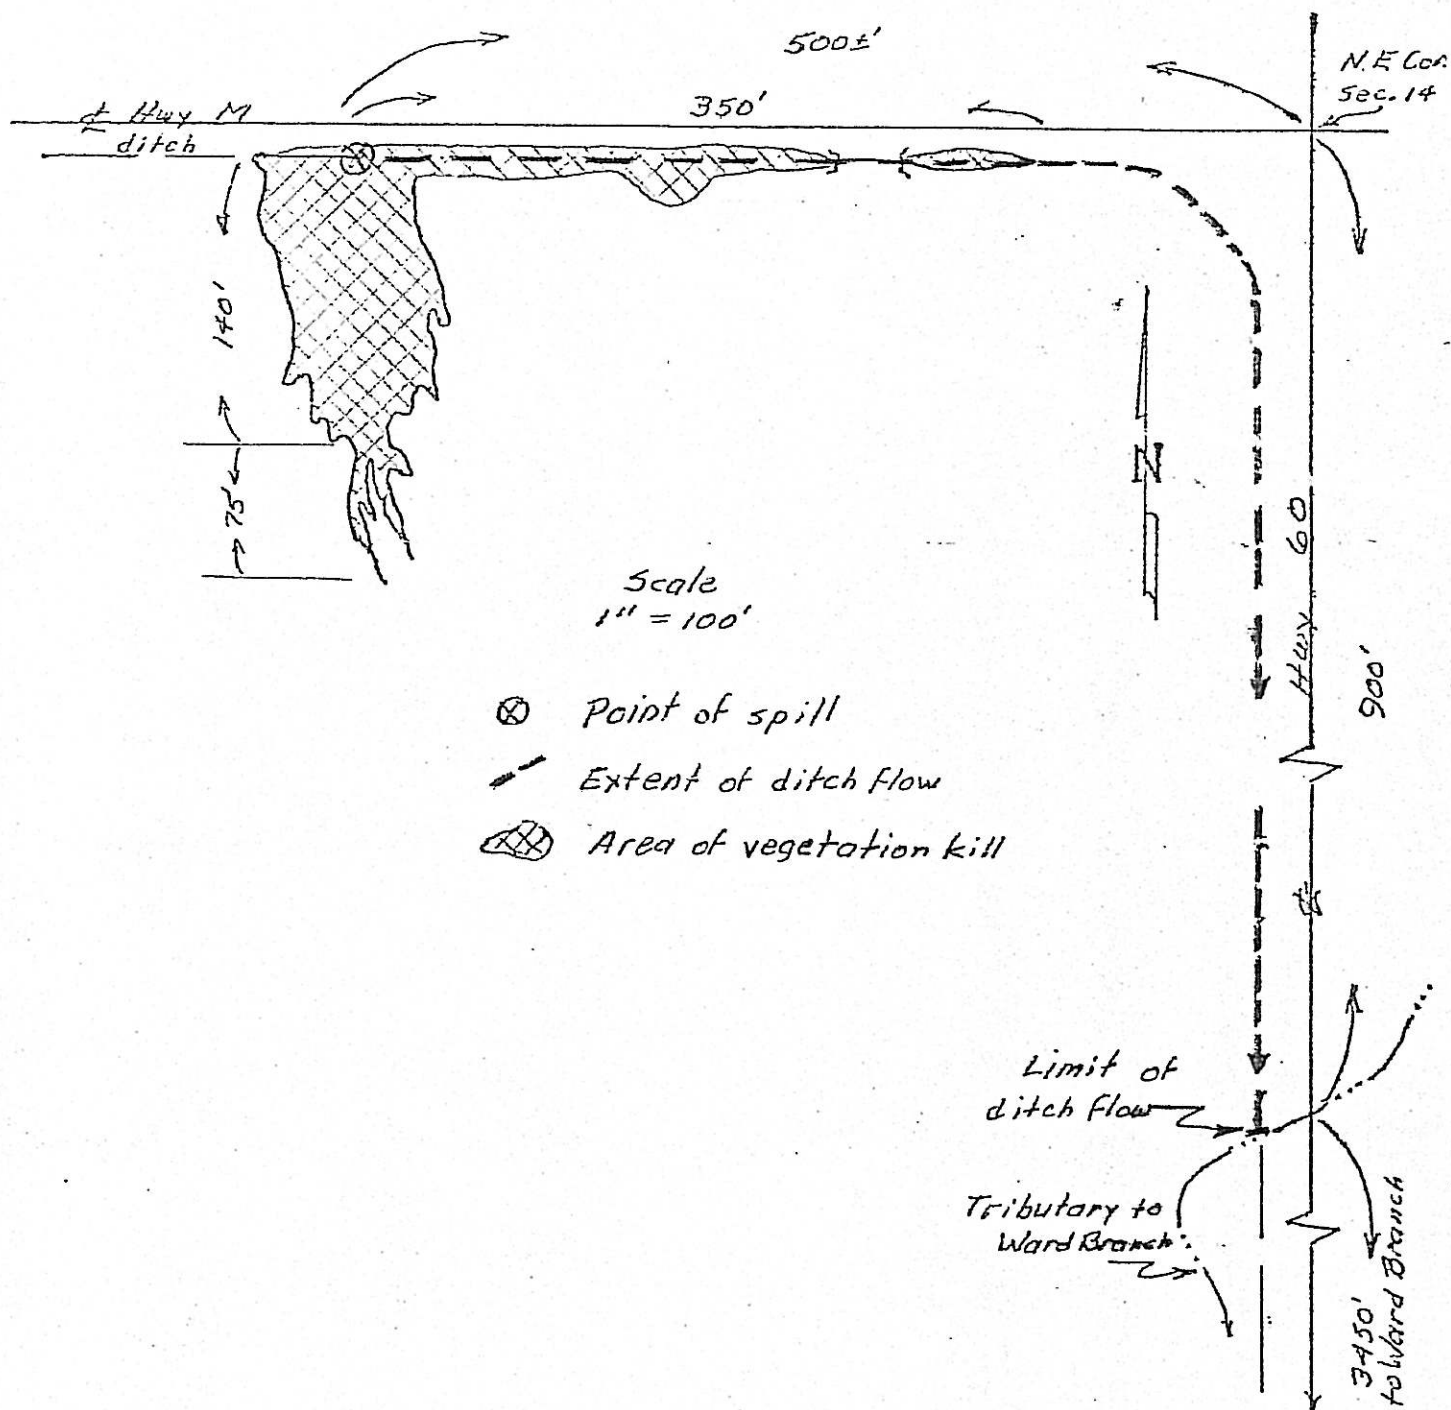 500±'
N.E Cor.
Sec. 14
℄ Hwy M
350'
ditch
140'
75'
N
Hwy 60
900'
Scale
1" = 100'
Point of spill
Extent of ditch flow
Area of vegetation kill
℄
Limit of
ditch flow
Tributary to
Ward Branch
3450'
to Ward Branch